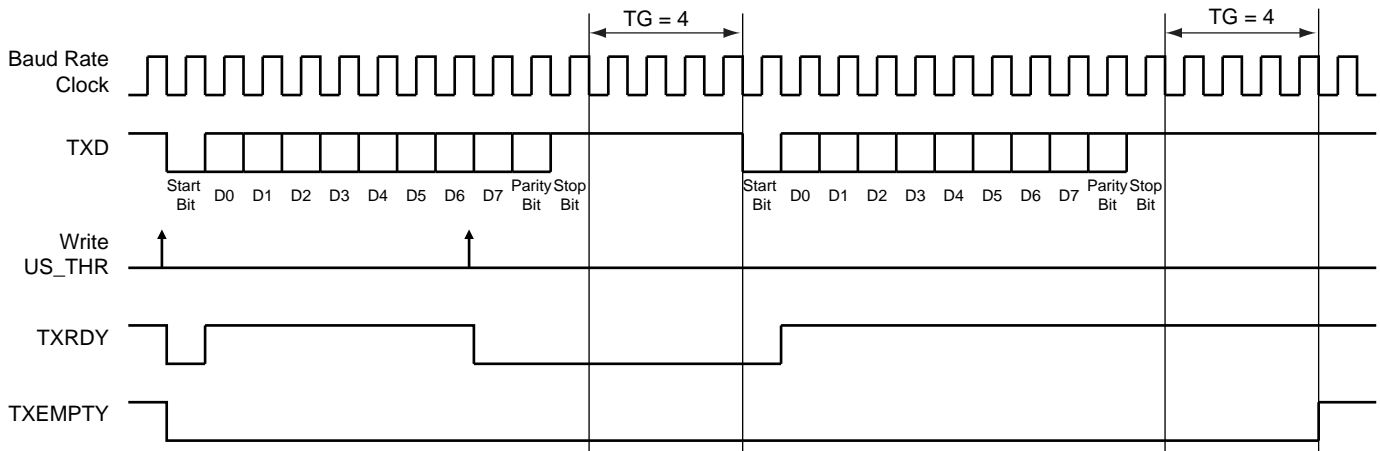 TG = 4
TG = 4
Baud Rate
Clock
TXD
Start
Bit
D0
D1
D2
D3
D4
D5
D6
D7
Parity
Bit
Stop
Bit
Start
Bit
D0
D1
D2
D3
D4
D5
D6
D7
Parity
Bit
Stop
Bit
Write
US_THR
TXRDY
TXEMPTY